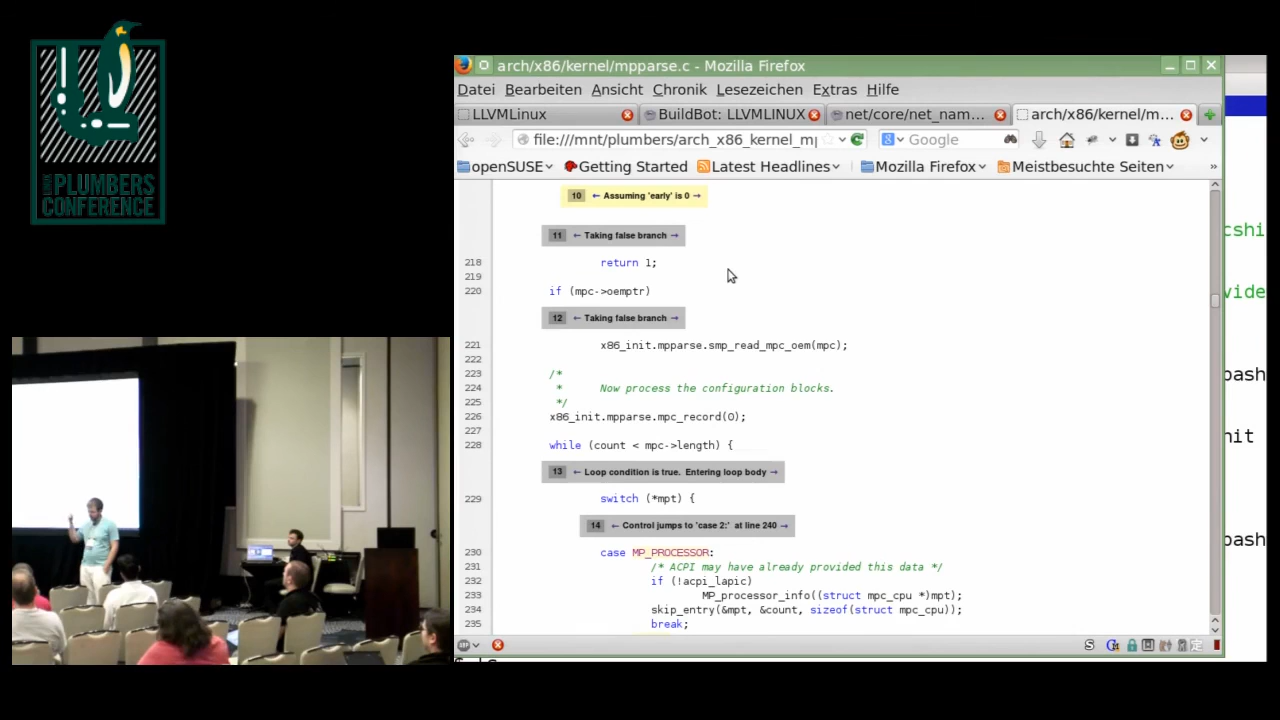 LINUX
PLUMBERS
CONFERENCE
arch/x86/kernel/mpparse.c - Mozilla Firefox
Datei Bearbeiten Ansicht Chronik Lesezeichen Extras Hilfe
LLVMLinux BuildBot: LLVMLINUX net/core/net_nam... arch/x86/kernel/m...
file:///mnt/plumbers/arch_x86_kernel_mp Google
openSUSE Getting Started Latest Headlines Mozilla Firefox Meistbesuchte Seiten »
10 ← Assuming 'early' is 0 →
11 ← Taking false branch →
218 return 1;
219
220 if (mpc->oemptr)
12 ← Taking false branch →
221 x86_init.mpparse.smp_read_mpc_oem(mpc);
222
223 /*
224 * Now process the configuration blocks.
225 */
226 x86_init.mpparse.mpc_record(0);
227
228 while (count < mpc->length) {
13 ← Loop condition is true. Entering loop body →
229 switch (*mpt) {
14 ← Control jumps to 'case 2:' at line 240 →
230 case MP_PROCESSOR:
231 /* ACPI may have already provided this data */
232 if (!acpi_lapic)
233 MP_processor_info((struct mpc_cpu *)mpt);
234 skip_entry(&mpt, &count, sizeof(struct mpc_cpu));
235 break;
cshi
vide
bash
nit
bash